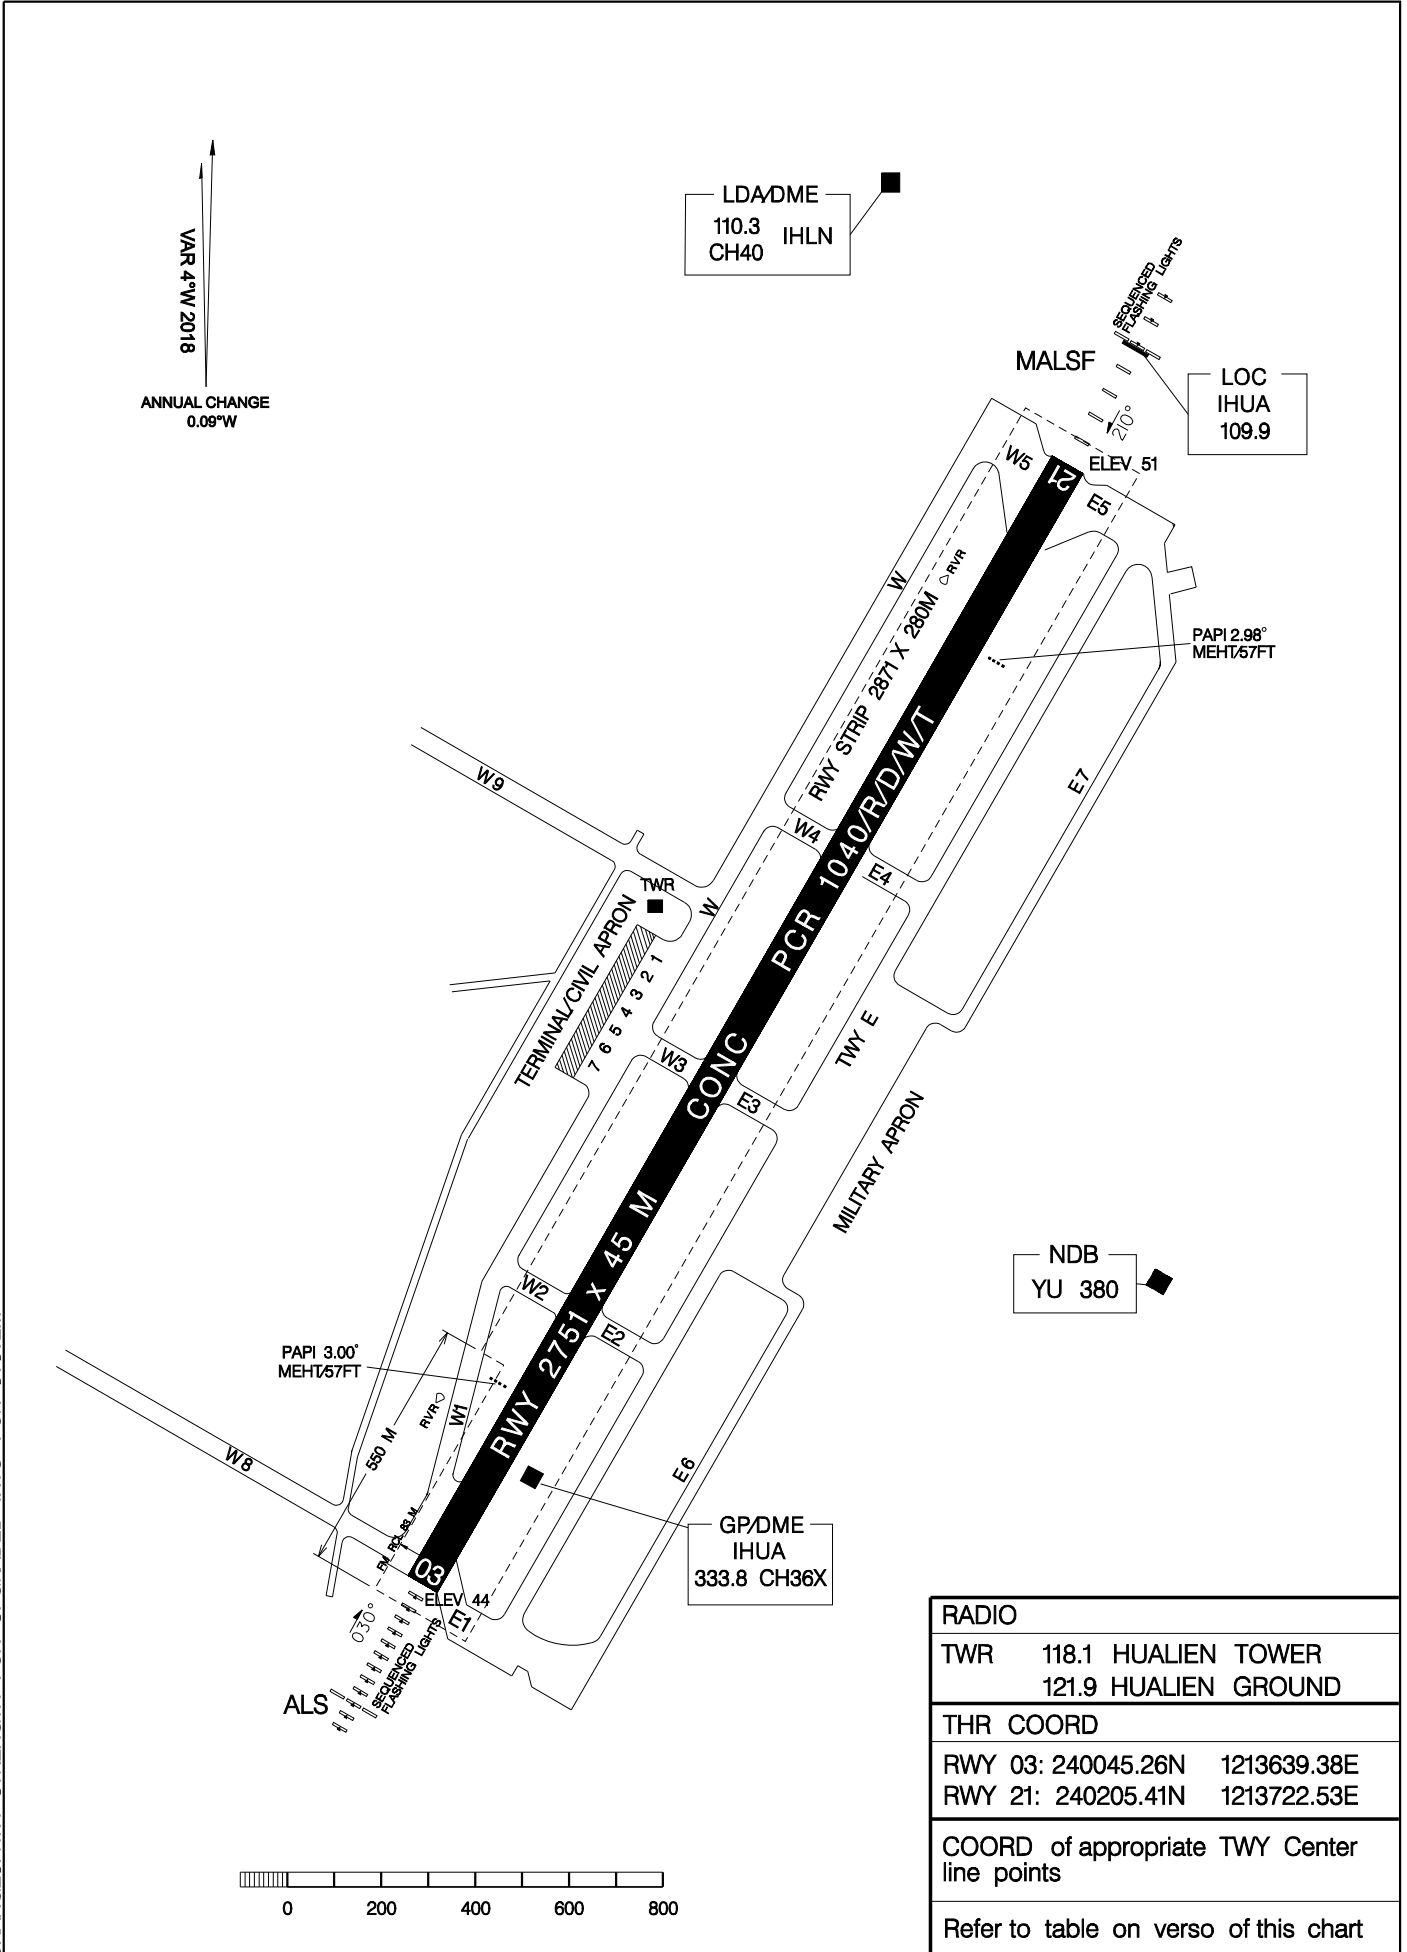 VAR 4°W 2018
ANNUAL CHANGE
0.09°W
LDA/DME
110.3
CH40
IHLN
SEQUENCED
FLASHING LIGHTS
MALSF
LOC
IHUA
109.9
210°
ELEV 51
21
W5
E5
W
RVR
RWY STRIP 2871 X 280M
PAPI 2.98°
MEHT/57FT
E7
W9
W4
E4
TWR
W
TERMINAL/CIVIL APRON
1
2
3
4
5
6
7
RWY 2751 x 45 M CONC PCR 1040/R/D/W/T
W3
E3
TWY E
MILITARY APRON
NDB
YU 380
W2
E2
PAPI 3.00°
MEHT/57FT
RVR
W1
550 M
W8
E6
FM RCL 83 M
GP/DME
IHUA
333.8 CH36X
03
ELEV 44
E1
030°
SEQUENCED
FLASHING LIGHTS
ALS
RADIO
TWR 118.1 HUALIEN TOWER
121.9 HUALIEN GROUND
THR COORD
RWY 03: 240045.26N 1213639.38E
RWY 21: 240205.41N 1213722.53E
COORD of appropriate TWY Center
line points
Refer to table on verso of this chart
0 200 400 600 800